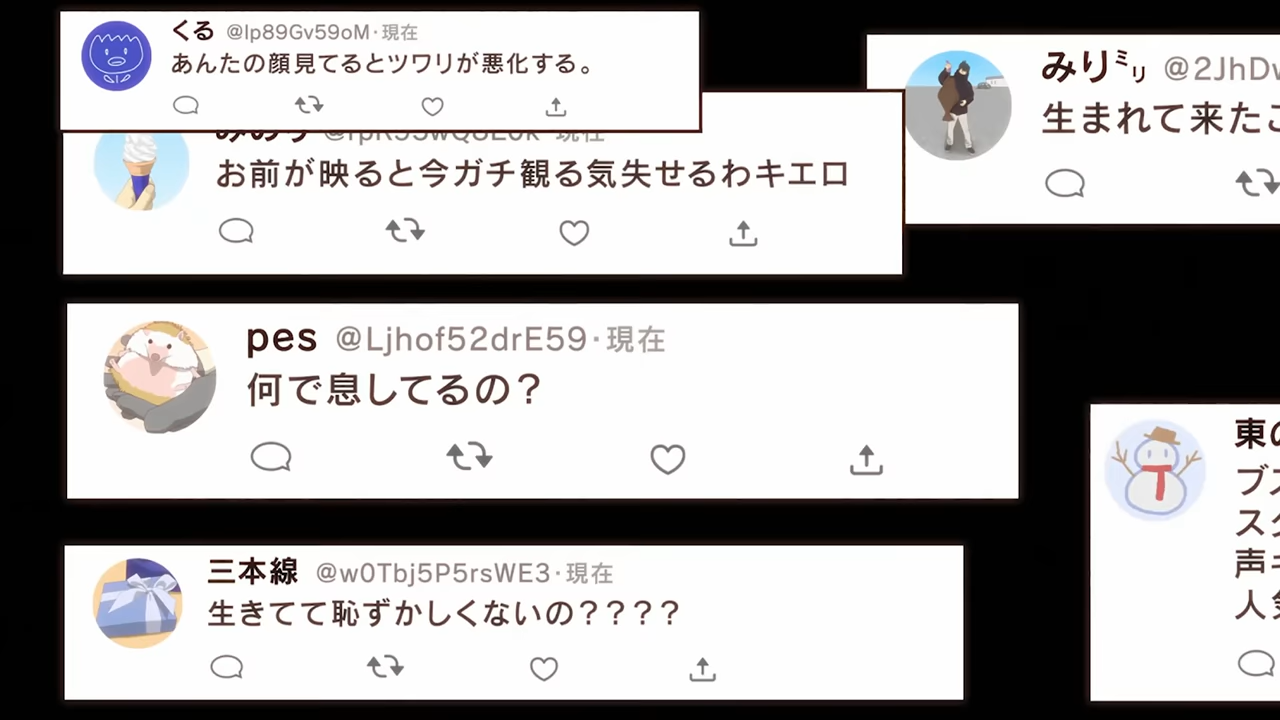 くる @lp89Gv59oM・現在
あんたの顔見てるとツワリが悪化する。
お前が映ると今ガチ観る気失せるわキエロ
みりミリ @2JhDw
生まれて来たこ
pes @Ljhof52drE59・現在
何で息してるの?
三本線 @w0Tbj5P5rsWE3・現在
生きてて恥ずかしくないの????
東の
ブス
スタ
声キ
人気